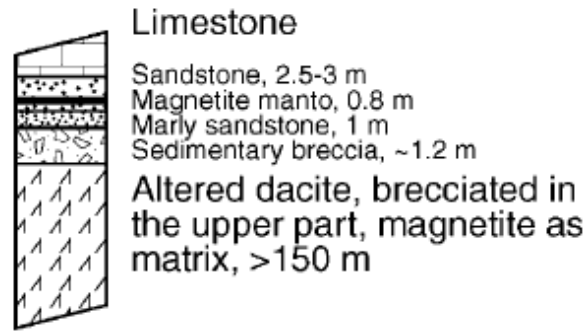 Limestone
Sandstone, 2.5-3 m
Magnetite manto, 0.8 m
Marly sandstone, 1 m
Sedimentary breccia, ~1.2 m
Altered dacite, brecciated in
the upper part, magnetite as
matrix, >150 m